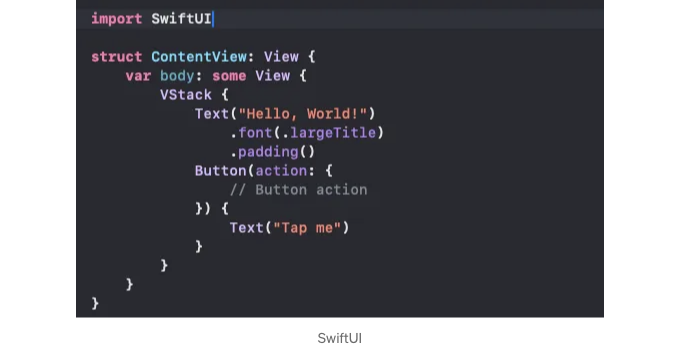 import SwiftUI
struct ContentView: View {
    var body: some View {
        VStack {
            Text("Hello, World!")
                .font(.largeTitle)
                .padding()
            Button(action: {
                // Button action
            }) {
                Text("Tap me")
            }
        }
    }
}
SwiftUI